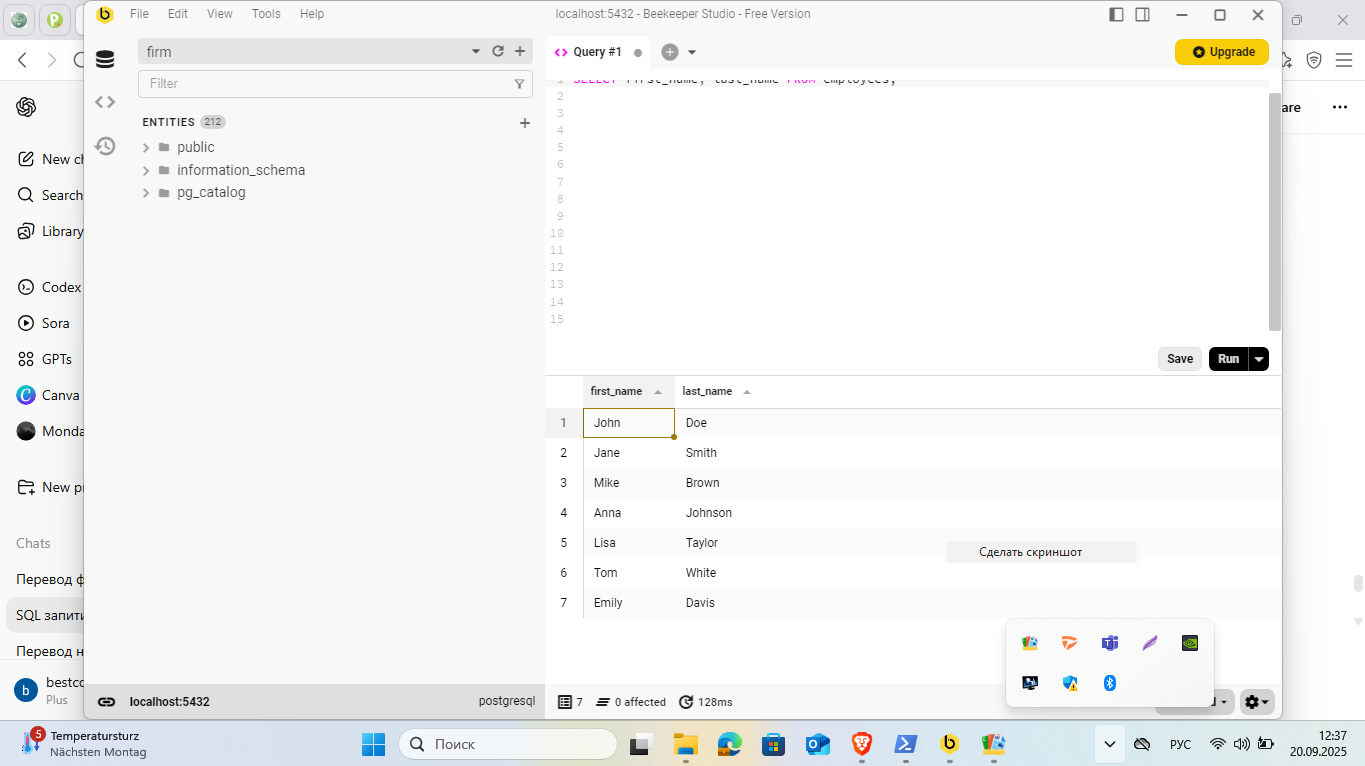 File Edit View Tools Help
localhost:5432 - Beekeeper Studio - Free Version
firm
Filter
ENTITIES 212
public
information_schema
pg_catalog
localhost:5432
postgresql
Query #1
Upgrade
1 SELECT first_name, last_name FROM employees;
2
3
4
5
6
7
8
9
10
11
12
13
14
15
Save Run
first_name last_name
1 John Doe
2 Jane Smith
3 Mike Brown
4 Anna Johnson
5 Lisa Taylor
6 Tom White
7 Emily Davis
Сделать скриншот
7 0 affected 128ms
New ch
Search
Library
Codex
Sora
GPTs
Canva
Monda
New pr
Chats
Перевод ф
SQL запити
Перевод н
b
bestco
Plus
are
5
Temperatursturz
Nächsten Montag
Поиск
РУС
12:37
20.09.2025